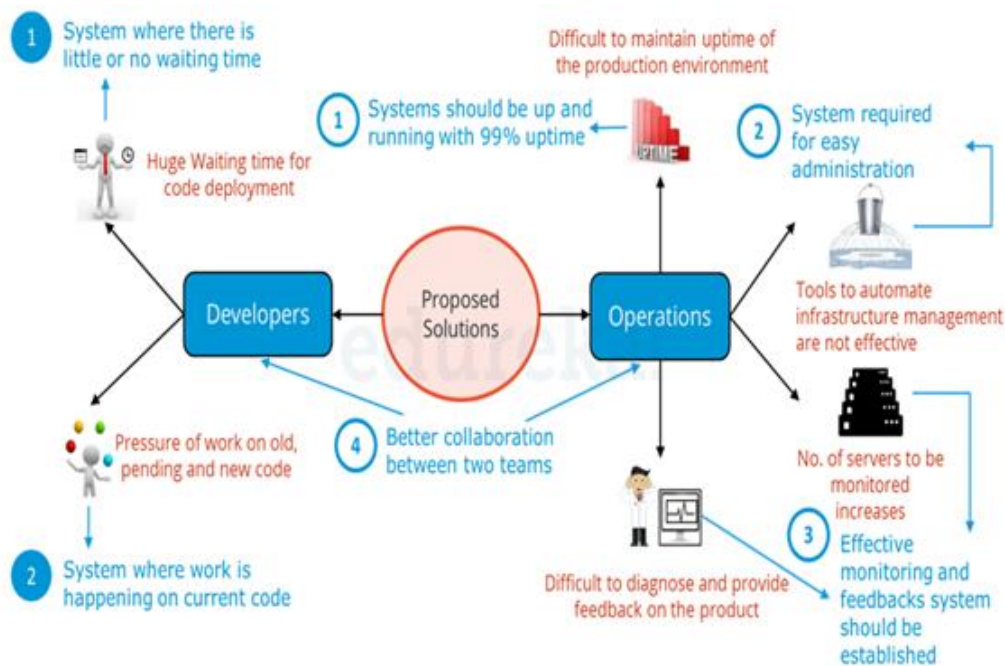 1
System where there is
little or no waiting time
Huge Waiting time for
code deployment
Difficult to maintain uptime of
the production environment
1
Systems should be up and
running with 99% uptime
UPTIME
2
System required
for easy
administration
Tools to automate
infrastructure management
are not effective
Developers
Proposed
Solutions
Operations
edureka!
Pressure of work on old,
pending and new code
4
Better collaboration
between two teams
No. of servers to be
monitored
increases
2
System where work is
happening on current code
Difficult to diagnose and provide
feedback on the product
3
Effective
monitoring and
feedbacks system
should be
established